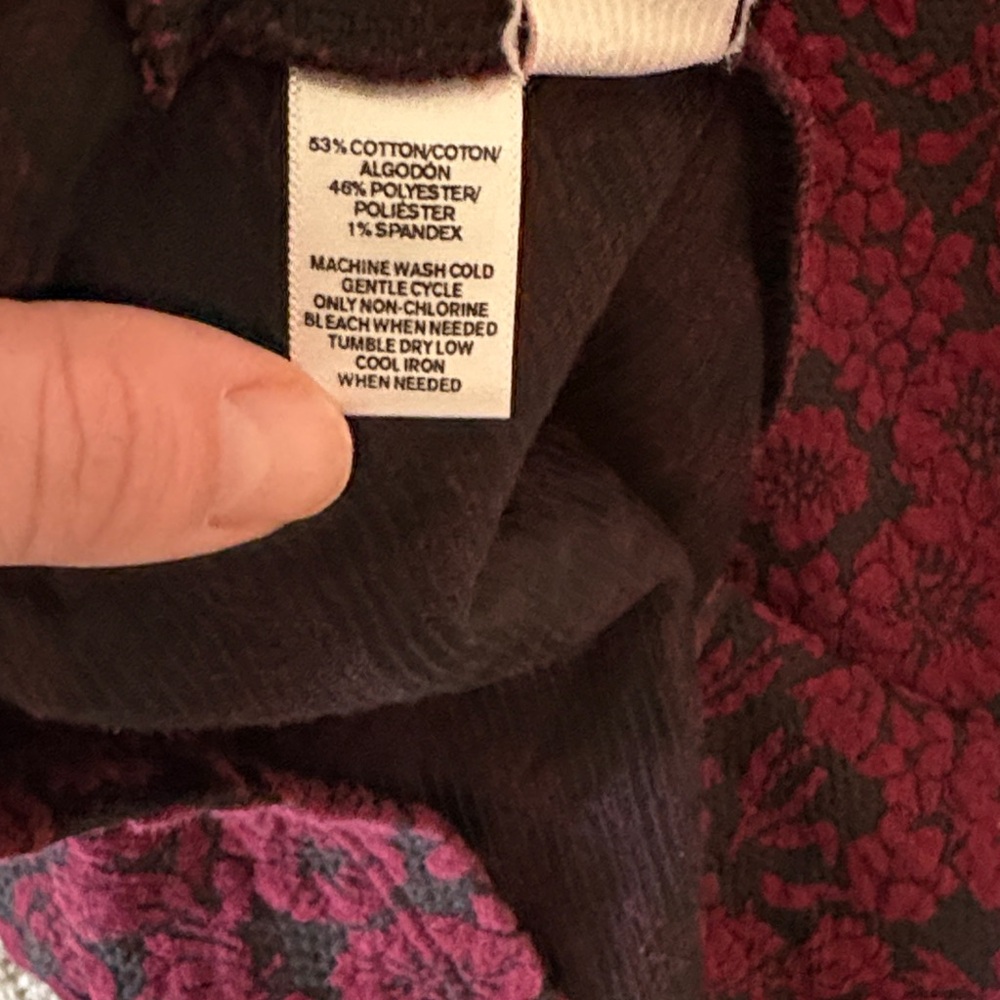 53% COTTON/COTON/
ALGODÓN
46% POLYESTER/
POLIÉSTER
1% SPANDEX
MACHINE WASH COLD
GENTLE CYCLE
ONLY NON-CHLORINE
BLEACH WHEN NEEDED
TUMBLE DRY LOW
COOL IRON
WHEN NEEDED